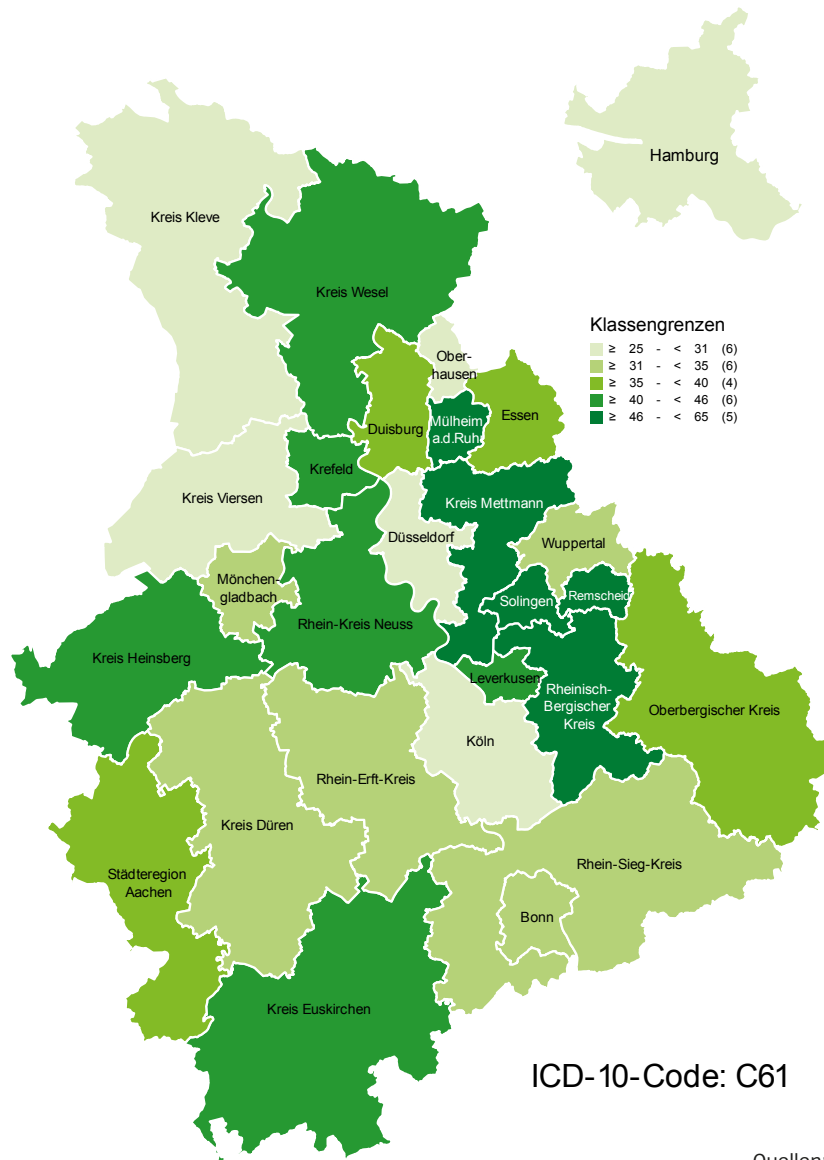 Hamburg
Kreis Kleve
Kreis Wesel
Klassengrenzen
≥ 25 - < 31 (6)
≥ 31 - < 35 (6)
≥ 35 - < 40 (4)
≥ 40 - < 46 (6)
≥ 46 - < 65 (5)
Ober-
hausen
Duisburg
Mülheim
a.d.Ruh
Essen
Krefeld
Kreis Viersen
Kreis Mettmann
Düsseldorf
Wuppertal
Mönchen-
gladbach
Solingen
Remscheid
Rhein-Kreis Neuss
Kreis Heinsberg
Leverkusen
Rheinisch-
Bergischer
Kreis
Oberbergischer Kreis
Köln
Rhein-Erft-Kreis
Kreis Düren
Rhein-Sieg-Kreis
Städteregion
Aachen
Bonn
Kreis Euskirchen
ICD-10-Code: C61